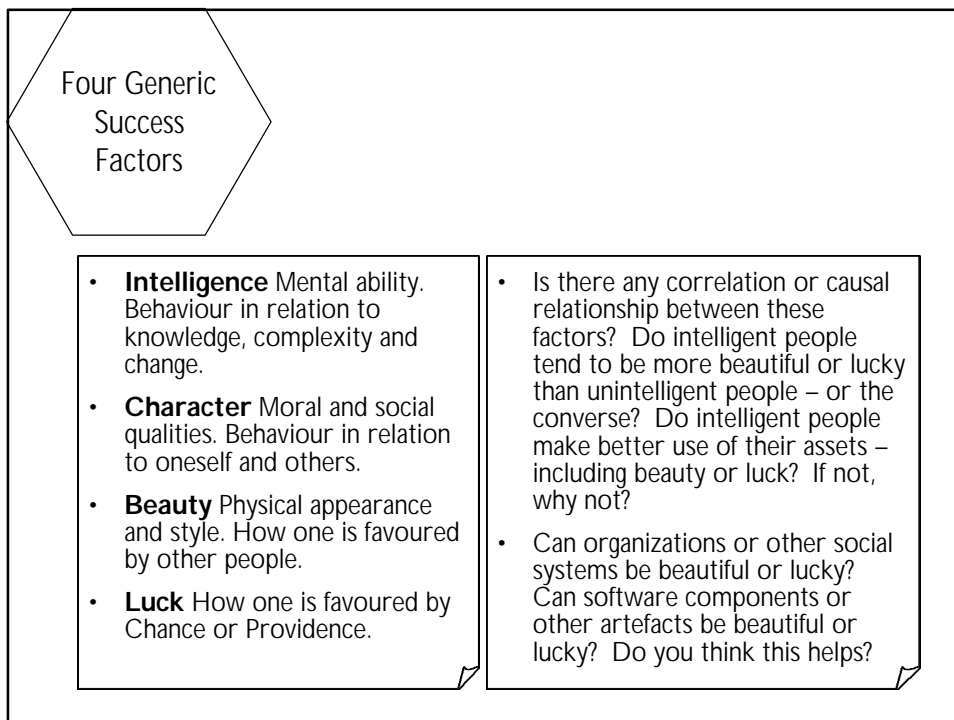 Four Generic
Success
Factors
• Intelligence Mental ability.
Behaviour in relation to
knowledge, complexity and
change.
• Character Moral and social
qualities. Behaviour in relation
to oneself and others.
• Beauty Physical appearance
and style. How one is favoured
by other people.
• Luck How one is favoured by
Chance or Providence.
• Is there any correlation or causal
relationship between these
factors? Do intelligent people
tend to be more beautiful or lucky
than unintelligent people – or the
converse? Do intelligent people
make better use of their assets –
including beauty or luck? If not,
why not?
• Can organizations or other social
systems be beautiful or lucky?
Can software components or
other artefacts be beautiful or
lucky? Do you think this helps?